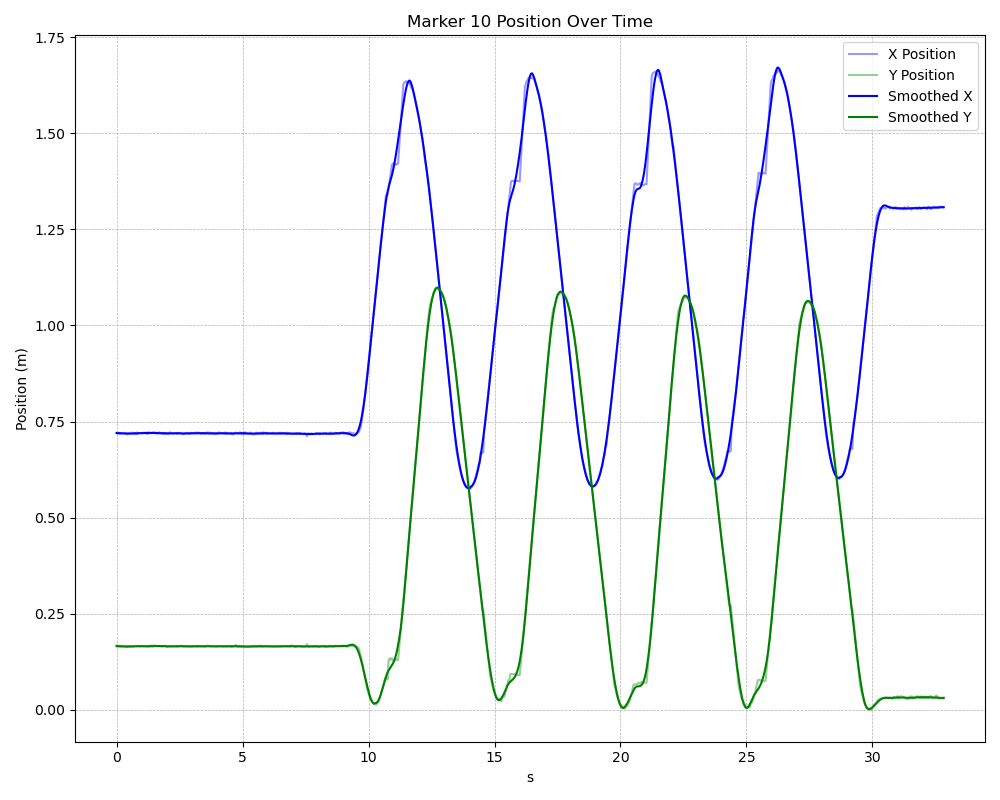 Marker 10 Position Over Time
X Position
Y Position
Smoothed X
Smoothed Y
Position (m)
1.75
1.50
1.25
1.00
0.75
0.50
0.25
0.00
0 5 10 15 20 25 30
s